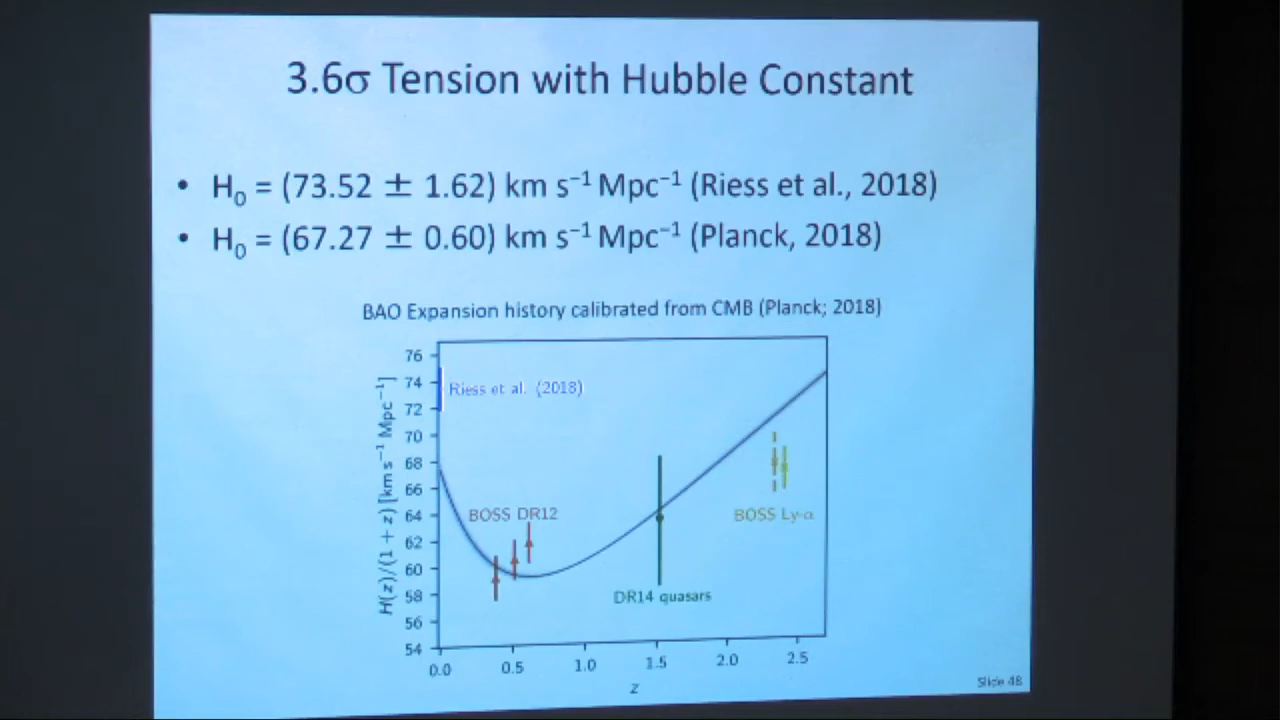 3.6σ Tension with Hubble Constant
• H₀ = (73.52 ± 1.62) km s⁻¹ Mpc⁻¹ (Riess et al., 2018)
• H₀ = (67.27 ± 0.60) km s⁻¹ Mpc⁻¹ (Planck, 2018)
BAO Expansion history calibrated from CMB (Planck; 2018)
76
74
72
70
68
66
64
62
60
58
56
54
H(z)/(1 + z) [km s⁻¹ Mpc⁻¹]
Riess et al. (2018)
BOSS DR12
BOSS Ly-α
DR14 quasars
0.0 0.5 1.0 1.5 2.0 2.5
z
Slide 48